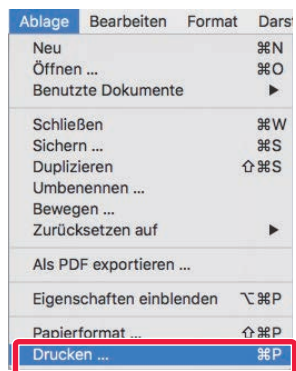 Ablage Bearbeiten Format Dars
Neu ⌘N
Öffnen ... ⌘O
Benutzte Dokumente ▶
Schließen ⌘W
Sichern ... ⌘S
Duplizieren ⇧⌘S
Umbenennen ...
Bewegen ...
Zurücksetzen auf ▶
Als PDF exportieren ...
Eigenschaften einblenden ⌥⌘P
Papierformat ... ⇧⌘P
Drucken ... ⌘P